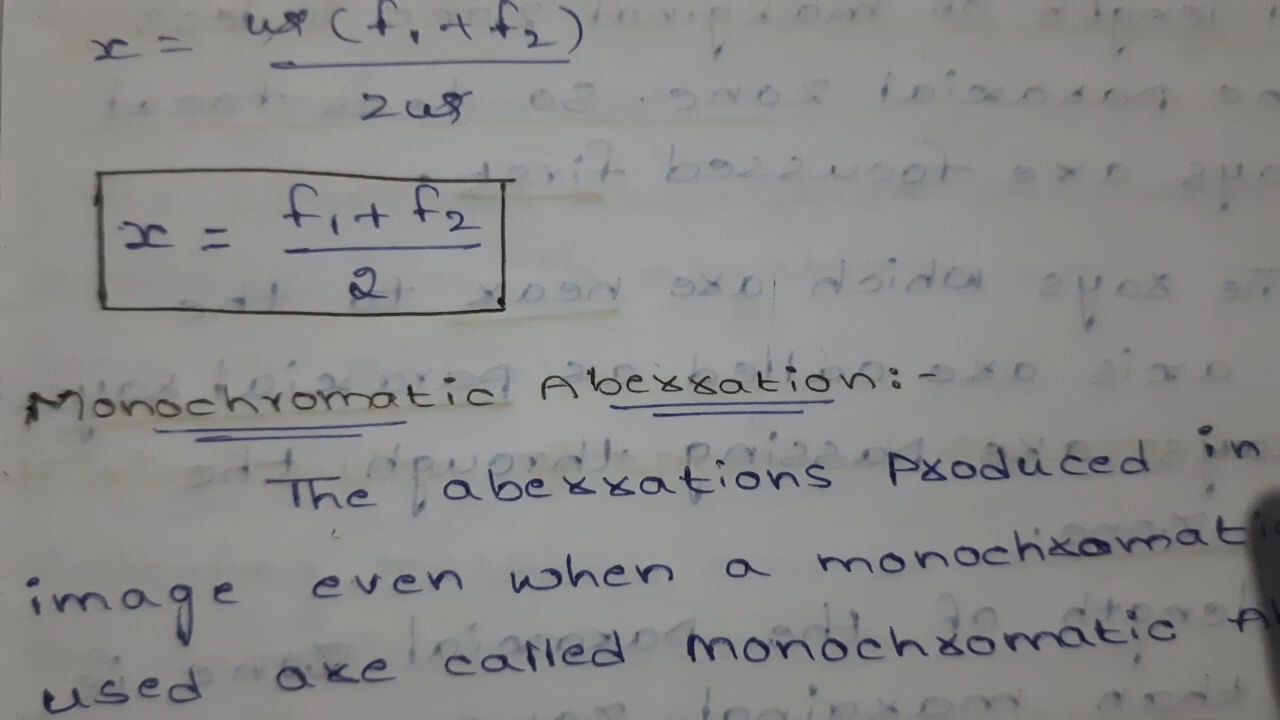 x = ω(f₁ + f₂)
2ω
x = f₁ + f₂
2
Monochromatic Aberration:-
The aberrations produced in
image even when a monochromat
used are called monochromatic A